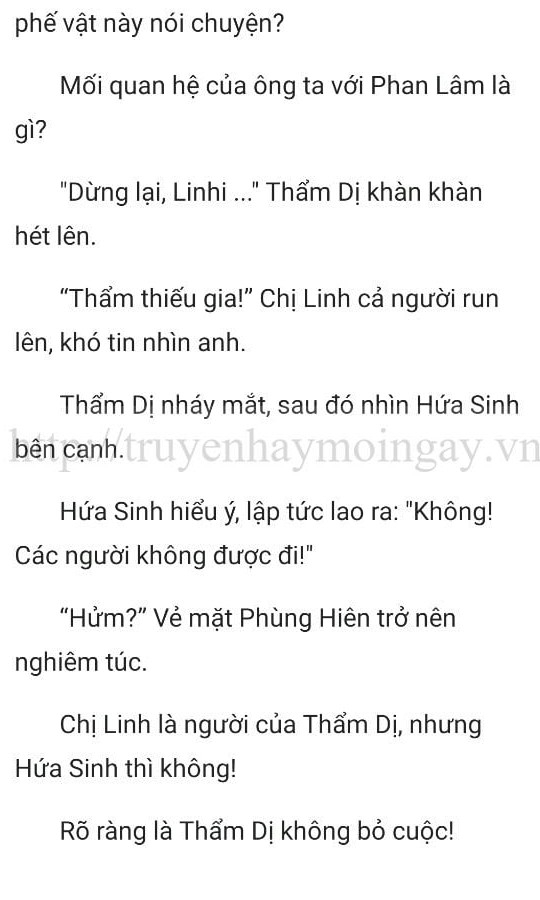 phế vật này nói chuyện?
Mối quan hệ của ông ta với Phan Lâm là
gì?
"Dừng lại, Linhi ..." Thẩm Dị khàn khàn
hét lên.
“Thẩm thiếu gia!” Chị Linh cả người run
lên, khó tin nhìn anh.
Thẩm Dị nháy mắt, sau đó nhìn Hứa Sinh
bên cạnh.
http://truyenhaymoingay.vn
Hứa Sinh hiểu ý, lập tức lao ra: "Không!
Các người không được đi!"
“Hửm?” Vẻ mặt Phùng Hiên trở nên
nghiêm túc.
Chị Linh là người của Thẩm Dị, nhưng
Hứa Sinh thì không!
Rõ ràng là Thẩm Dị không bỏ cuộc!